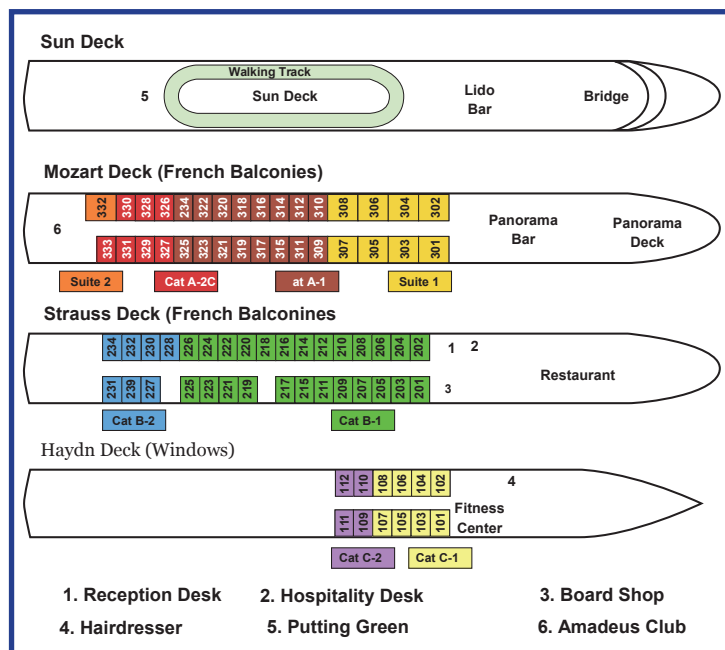 Sun Deck
Walking Track
5
Sun Deck
Lido
Bar
Bridge
Mozart Deck (French Balconies)
332 330 328 326 234 322 320 318 316 314 312 310 308 306 304 302
6
Panorama
Bar
Panorama
Deck
333 331 329 327 325 323 321 319 317 315 311 309 307 305 303 301
Suite 2
Cat A-2C
at A-1
Suite 1
Strauss Deck (French Balconines
234 232 230 228 226 224 222 220 218 216 214 212 210 208 206 204 202
1 2
Restaurant
231 239 227 225 223 221 219 217 215 211 209 207 205 203 201
3
Cat B-2
Cat B-1
Haydn Deck (Windows)
112 110 108 106 104 102
4
Fitness
Center
111 109 107 105 103 101
Cat C-2
Cat C-1
1. Reception Desk
2. Hospitality Desk
3. Board Shop
4. Hairdresser
5. Putting Green
6. Amadeus Club